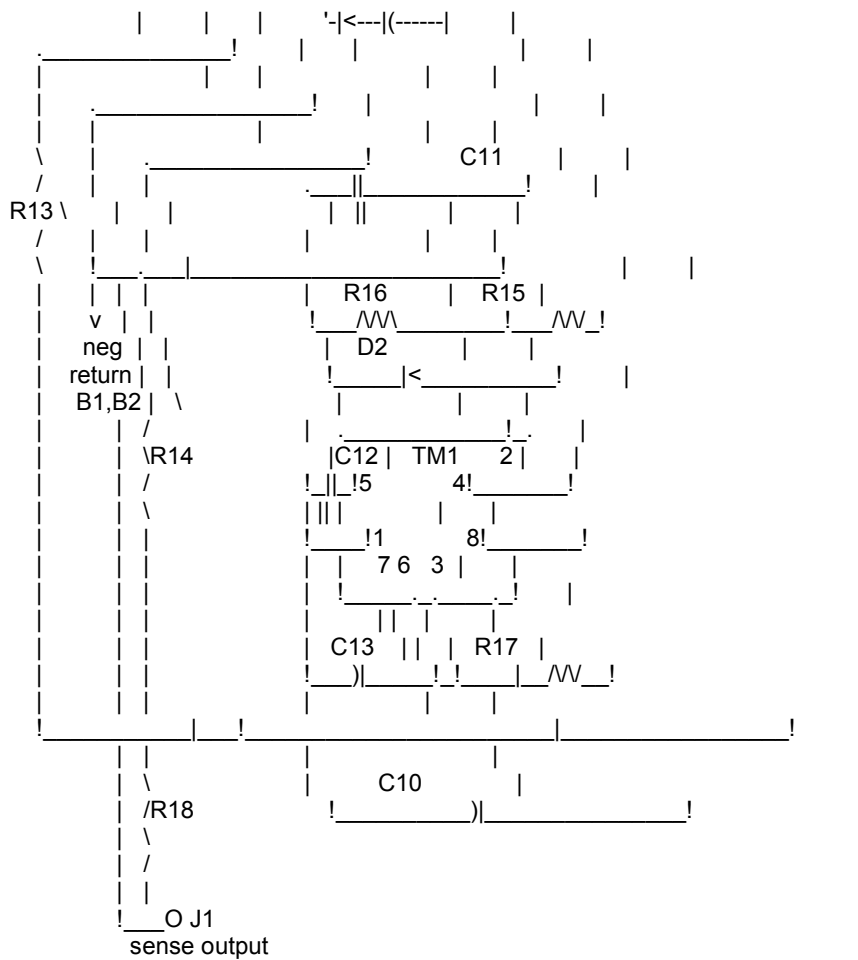 '-|<---|(------|
C11
R13
R16 R15
v
neg D2
return
B1,B2
R14 C12 TM1 2
5 4
1 8
7 6 3
C13 R17
C10
R18
O J1
sense output